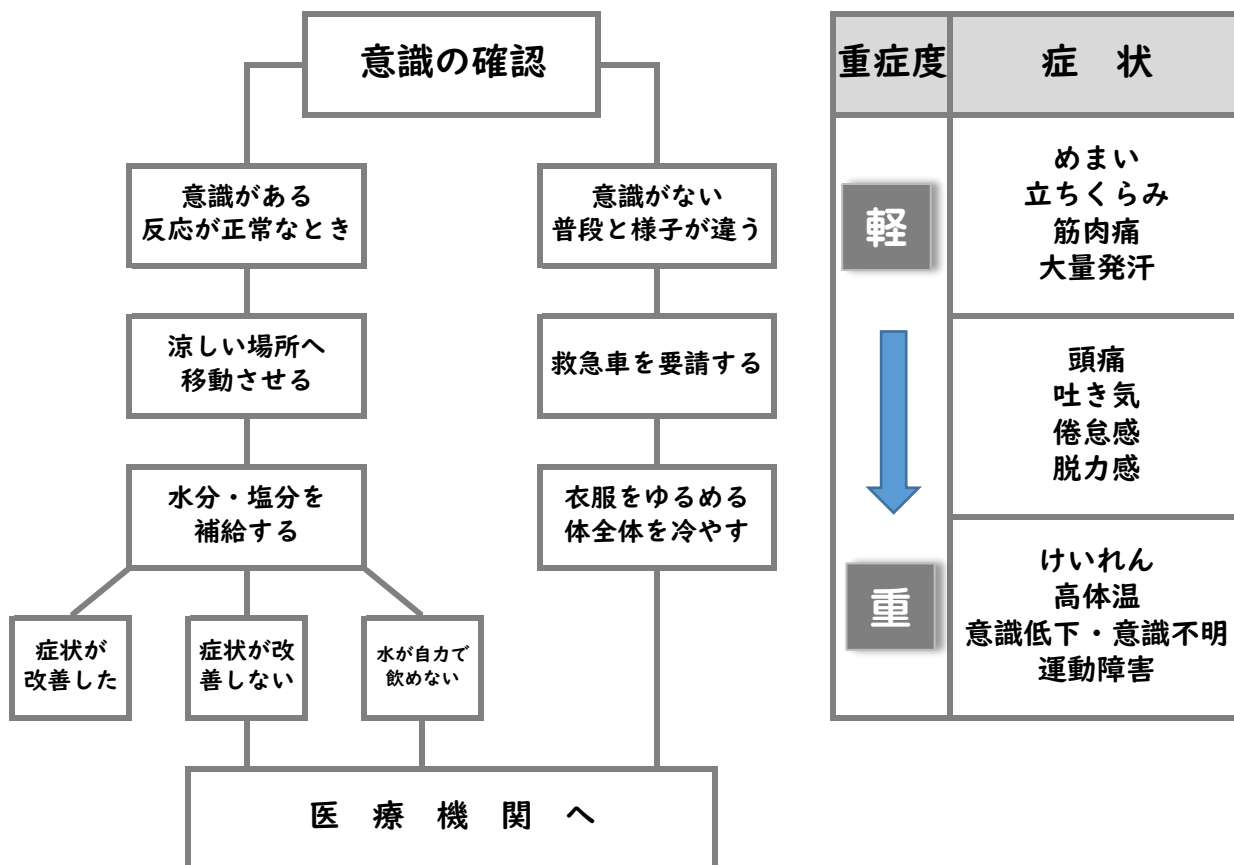 意識の確認
意識がある
反応が正常なとき
意識がない
普段と様子が違う
涼しい場所へ
移動させる
救急車を要請する
水分・塩分を
補給する
衣服をゆるめる
体全体を冷やす
症状が
改善した
症状が改
善しない
水が自力で
飲めない
医療機関へ
重症度
症状
軽
めまい
立ちくらみ
筋肉痛
大量発汗
頭痛
吐き気
倦怠感
脱力感
重
けいれん
高体温
意識低下・意識不明
運動障害